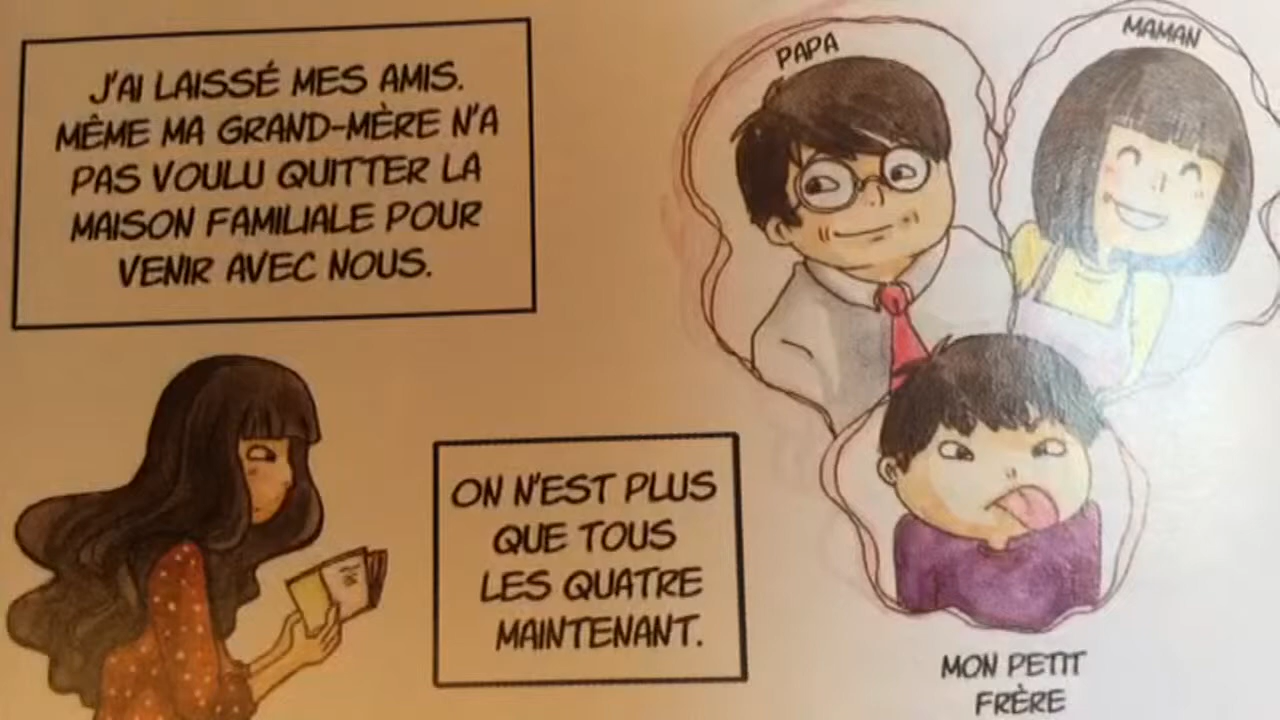 J'AI LAISSÉ MES AMIS.
MÊME MA GRAND-MÈRE N'A
PAS VOULU QUITTER LA
MAISON FAMILIALE POUR
VENIR AVEC NOUS.
PAPA
MAMAN
ON N'EST PLUS
QUE TOUS
LES QUATRE
MAINTENANT.
MON PETIT
FRÈRE